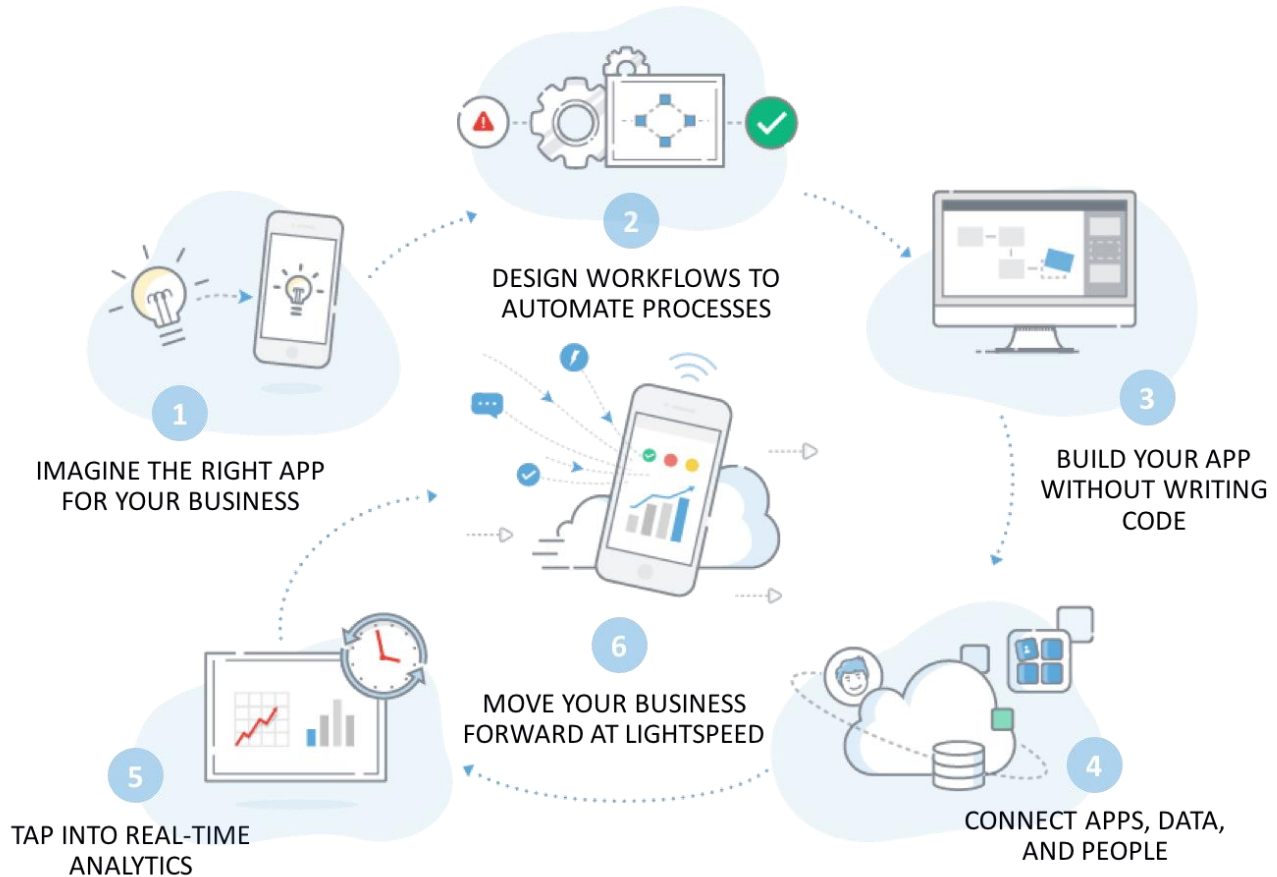 1
IMAGINE THE RIGHT APP
FOR YOUR BUSINESS
2
DESIGN WORKFLOWS TO
AUTOMATE PROCESSES
3
BUILD YOUR APP
WITHOUT WRITING
CODE
4
CONNECT APPS, DATA,
AND PEOPLE
5
TAP INTO REAL-TIME
ANALYTICS
6
MOVE YOUR BUSINESS
FORWARD AT LIGHTSPEED